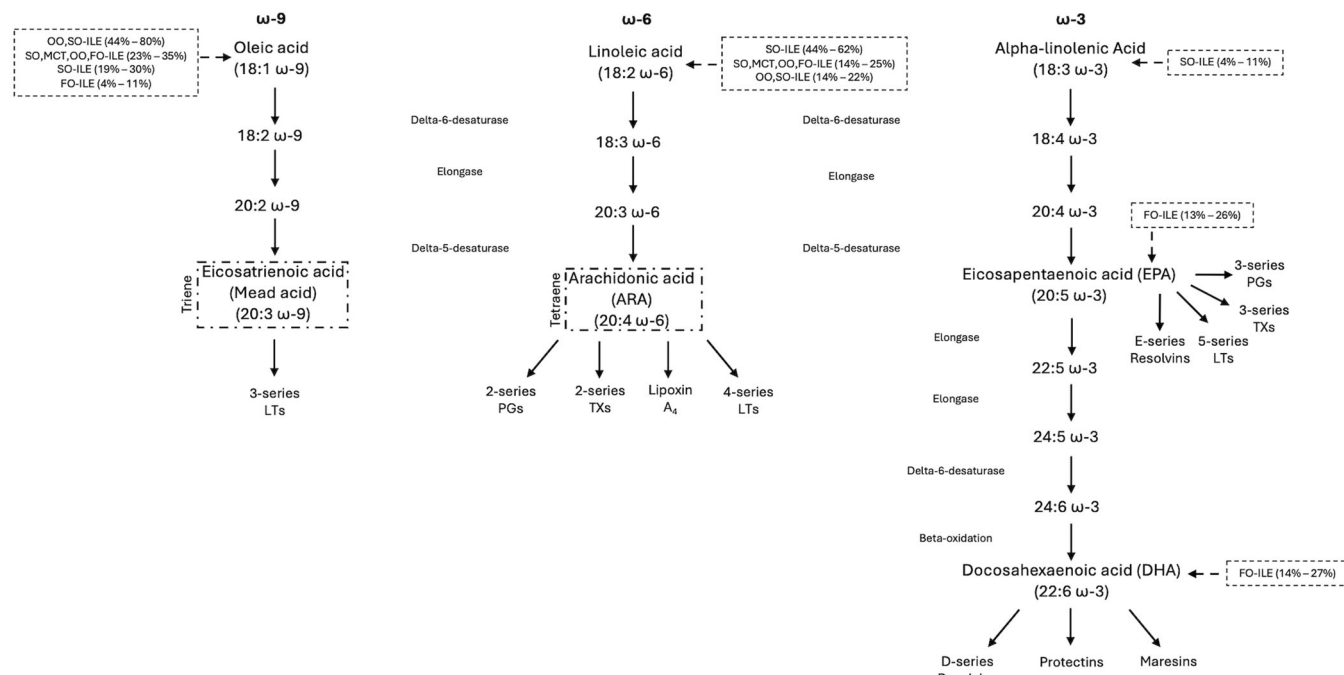 ω-9
OO,SO-ILE (44% – 80%)
SO,MCT,OO,FO-ILE (23% – 35%)
SO-ILE (19% – 30%)
FO-ILE (4% – 11%)
Oleic acid
(18:1 ω-9)
18:2 ω-9
20:2 ω-9
Triene
Eicosatrienoic acid
(Mead acid)
(20:3 ω-9)
3-series
LTs
Delta-6-desaturase
Elongase
Delta-5-desaturase
ω-6
Linoleic acid
(18:2 ω-6)
SO-ILE (44% – 62%)
SO,MCT,OO,FO-ILE (14% – 25%)
OO,SO-ILE (14% – 22%)
18:3 ω-6
20:3 ω-6
Tetraene
Arachidonic acid
(ARA)
(20:4 ω-6)
2-series
PGs
2-series
TXs
Lipoxin
A₄
4-series
LTs
Delta-6-desaturase
Elongase
Delta-5-desaturase
Elongase
Elongase
Delta-6-desaturase
Beta-oxidation
ω-3
Alpha-linolenic Acid
(18:3 ω-3)
SO-ILE (4% – 11%)
18:4 ω-3
20:4 ω-3
FO-ILE (13% – 26%)
Eicosapentaenoic acid (EPA)
(20:5 ω-3)
3-series
PGs
3-series
TXs
E-series
Resolvins
5-series
LTs
22:5 ω-3
24:5 ω-3
24:6 ω-3
Docosahexaenoic acid (DHA)
(22:6 ω-3)
FO-ILE (14% – 27%)
D-series
Protectins
Maresins